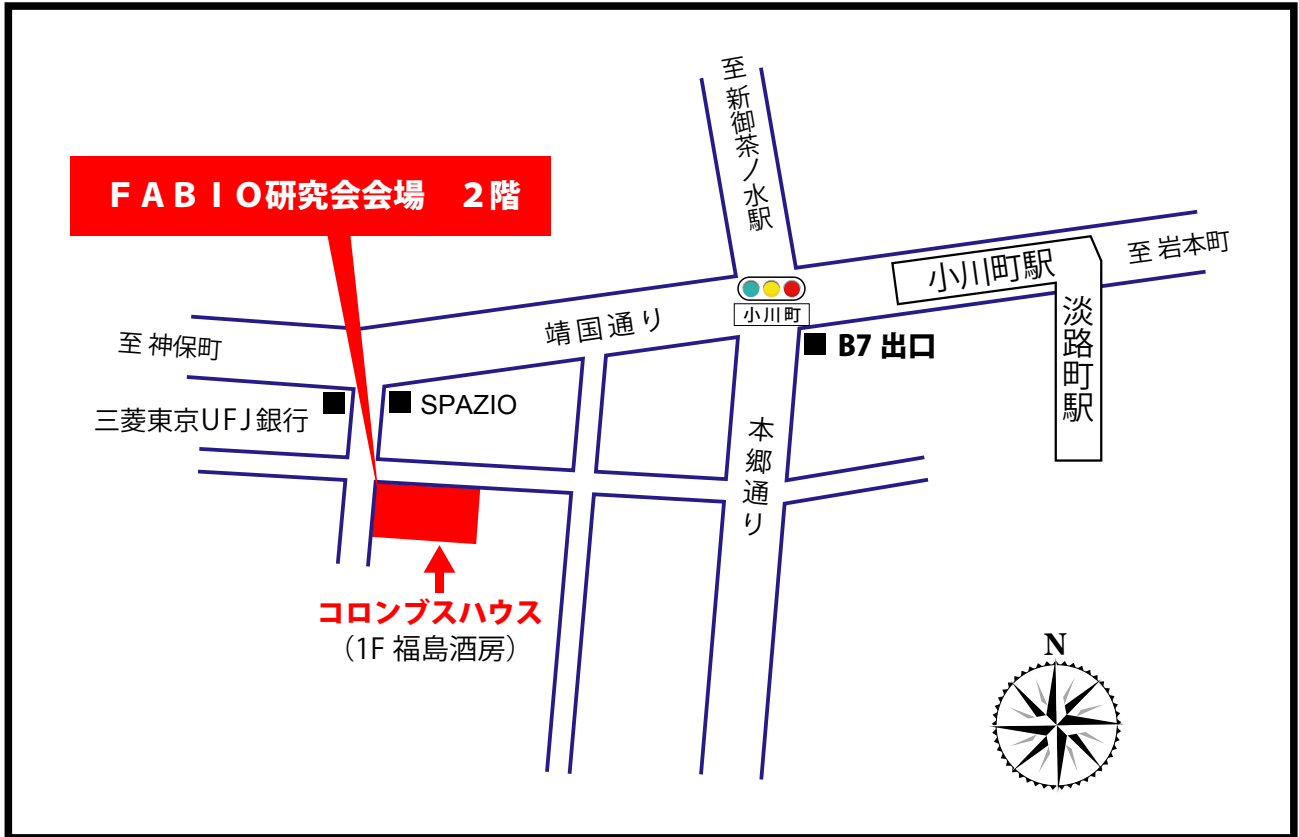 至 新御茶ノ水駅
ＦＡＢＩＯ研究会会場　２階
至 岩本町
小川町駅
小川町
靖国通り
至 神保町
B7 出口
淡路町駅
三菱東京UFJ銀行
SPAZIO
本郷通り
コロンブスハウス
（1F 福島酒房）
N